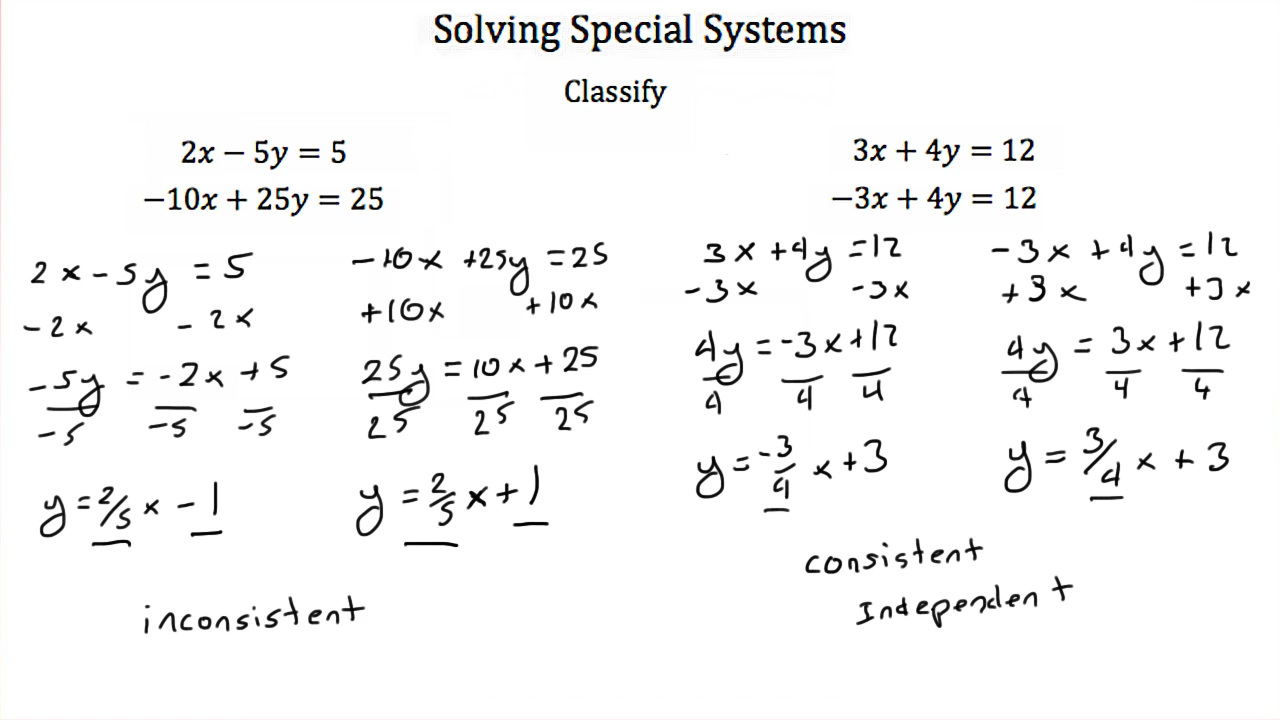 Solving Special Systems
Classify
2x − 5y = 5
−10x + 25y = 25
2x - 5y = 5
- 2x - 2x
-5y = -2x + 5
-5 -5 -5
y = 2/5 x - 1
-10x +25y = 25
+10x +10x
25y = 10x + 25
25 25 25
y = 2/5 x + 1
inconsistent
3x + 4y = 12
−3x + 4y = 12
3x + 4y = 12
- 3x - 3x
4y = -3x + 12
4 4 4
y = -3/4 x + 3
-3x + 4y = 12
+3x +3x
4y = 3x + 12
4 4 4
y = 3/4 x + 3
consistent
Independent